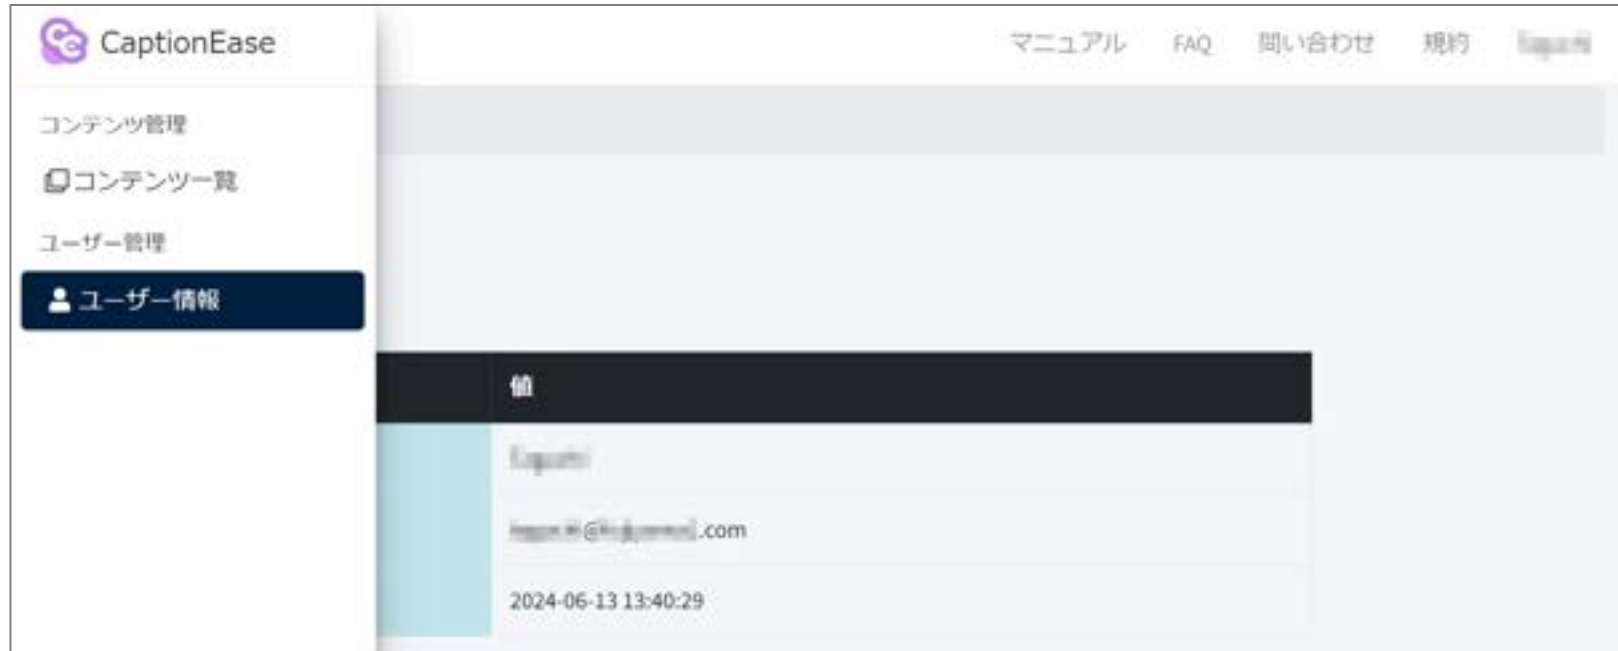 CaptionEase
マニュアル FAQ 問い合わせ 規約
コンテンツ管理
コンテンツ一覧
ユーザー管理
ユーザー情報
値
.com
2024-06-13 13:40:29